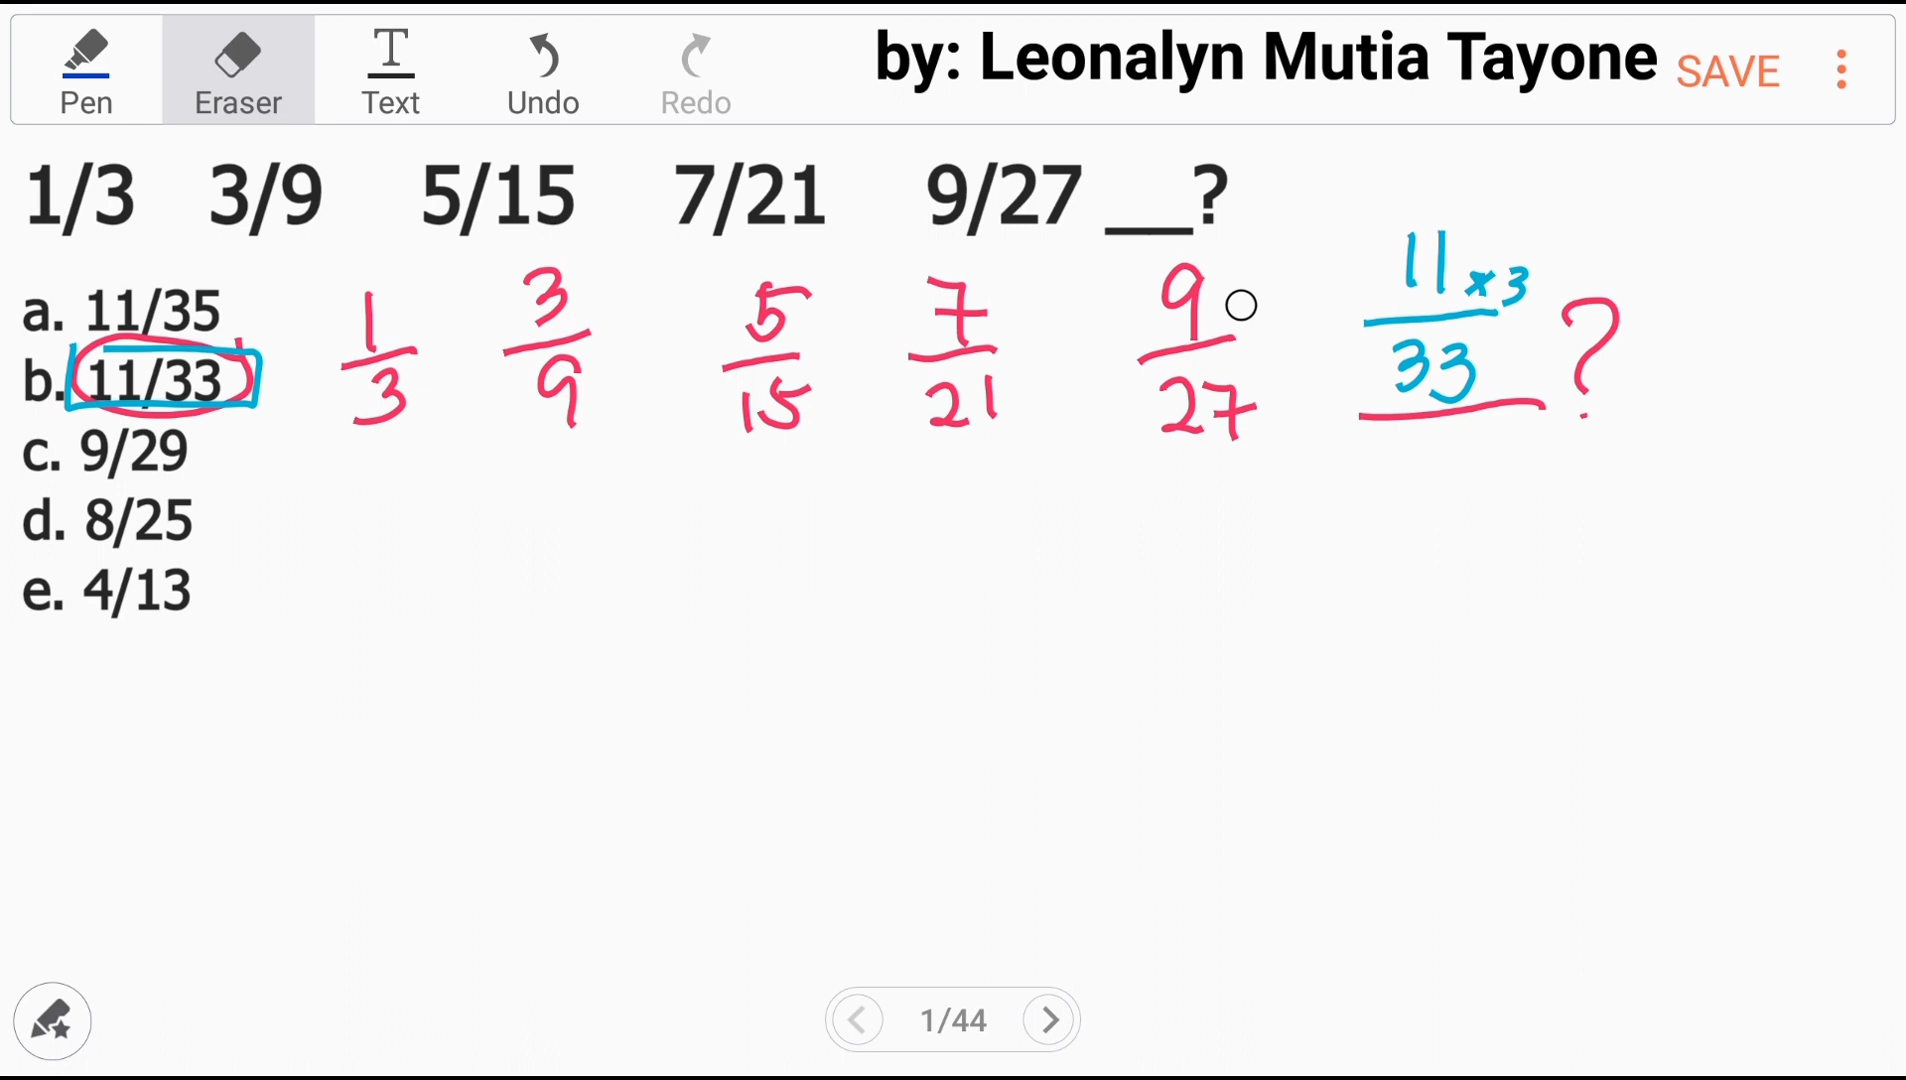 by: Leonalyn Mutia Tayone
SAVE
Pen
Eraser
T
Text
Undo
Redo
1/3 3/9 5/15 7/21 9/27 __?
a. 11/35
b. 11/33
c. 9/29
d. 8/25
e. 4/13
1/3 3/9 5/15 7/21 9/27 11 x 3/33 ?
1/44